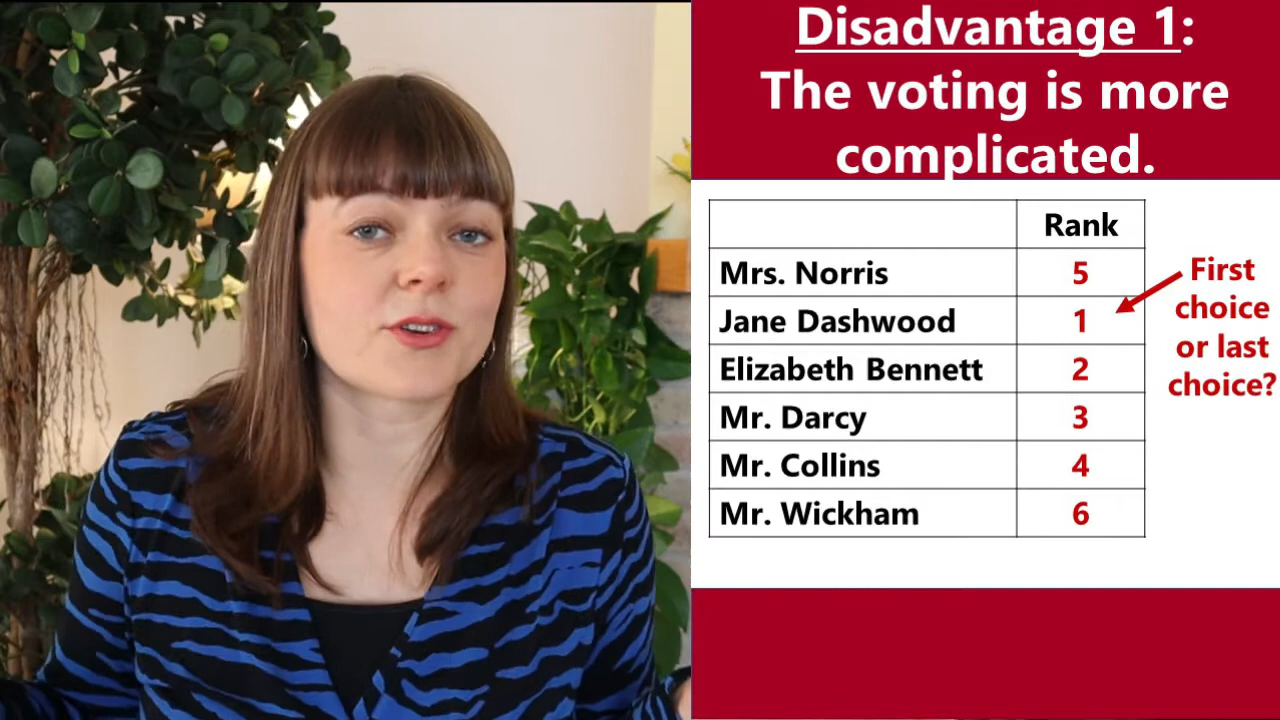 Disadvantage 1:
The voting is more
complicated.
Rank
Mrs. Norris 5
Jane Dashwood 1
Elizabeth Bennett 2
Mr. Darcy 3
Mr. Collins 4
Mr. Wickham 6
First
choice
or last
choice?